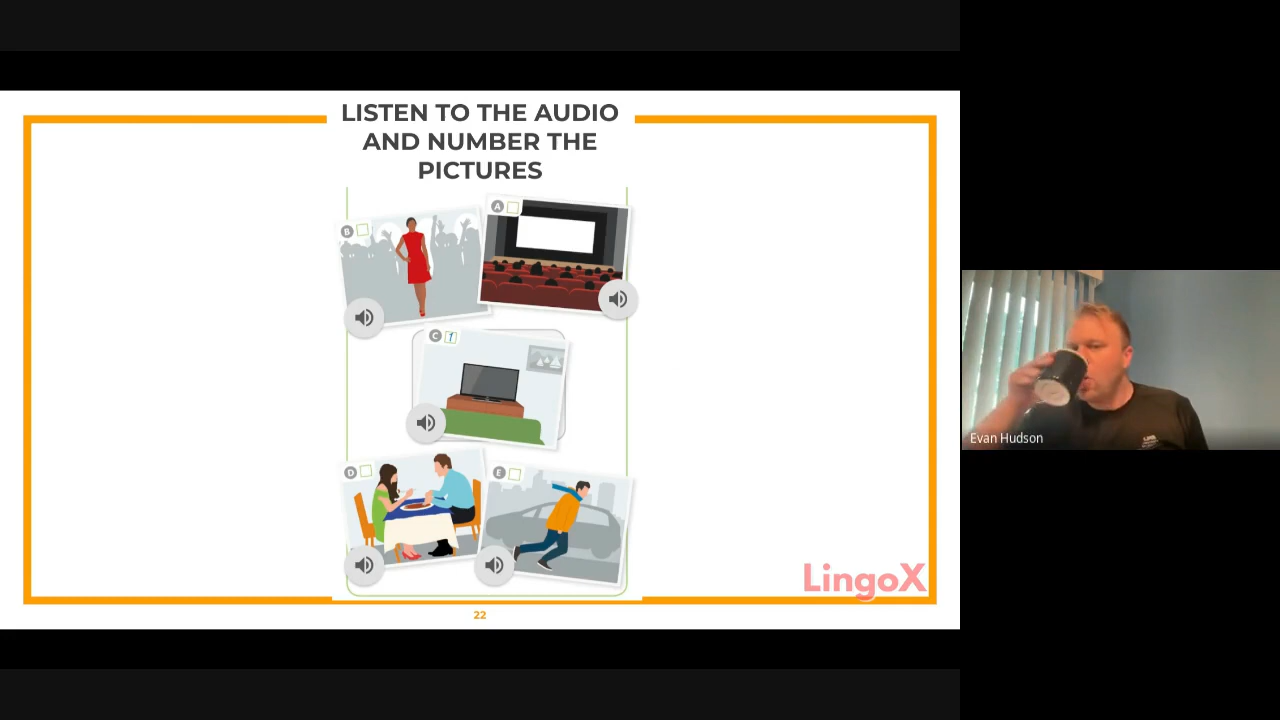 LISTEN TO THE AUDIO
AND NUMBER THE
PICTURES
B
A
C 1
D
E
LingoX
22
Evan Hudson